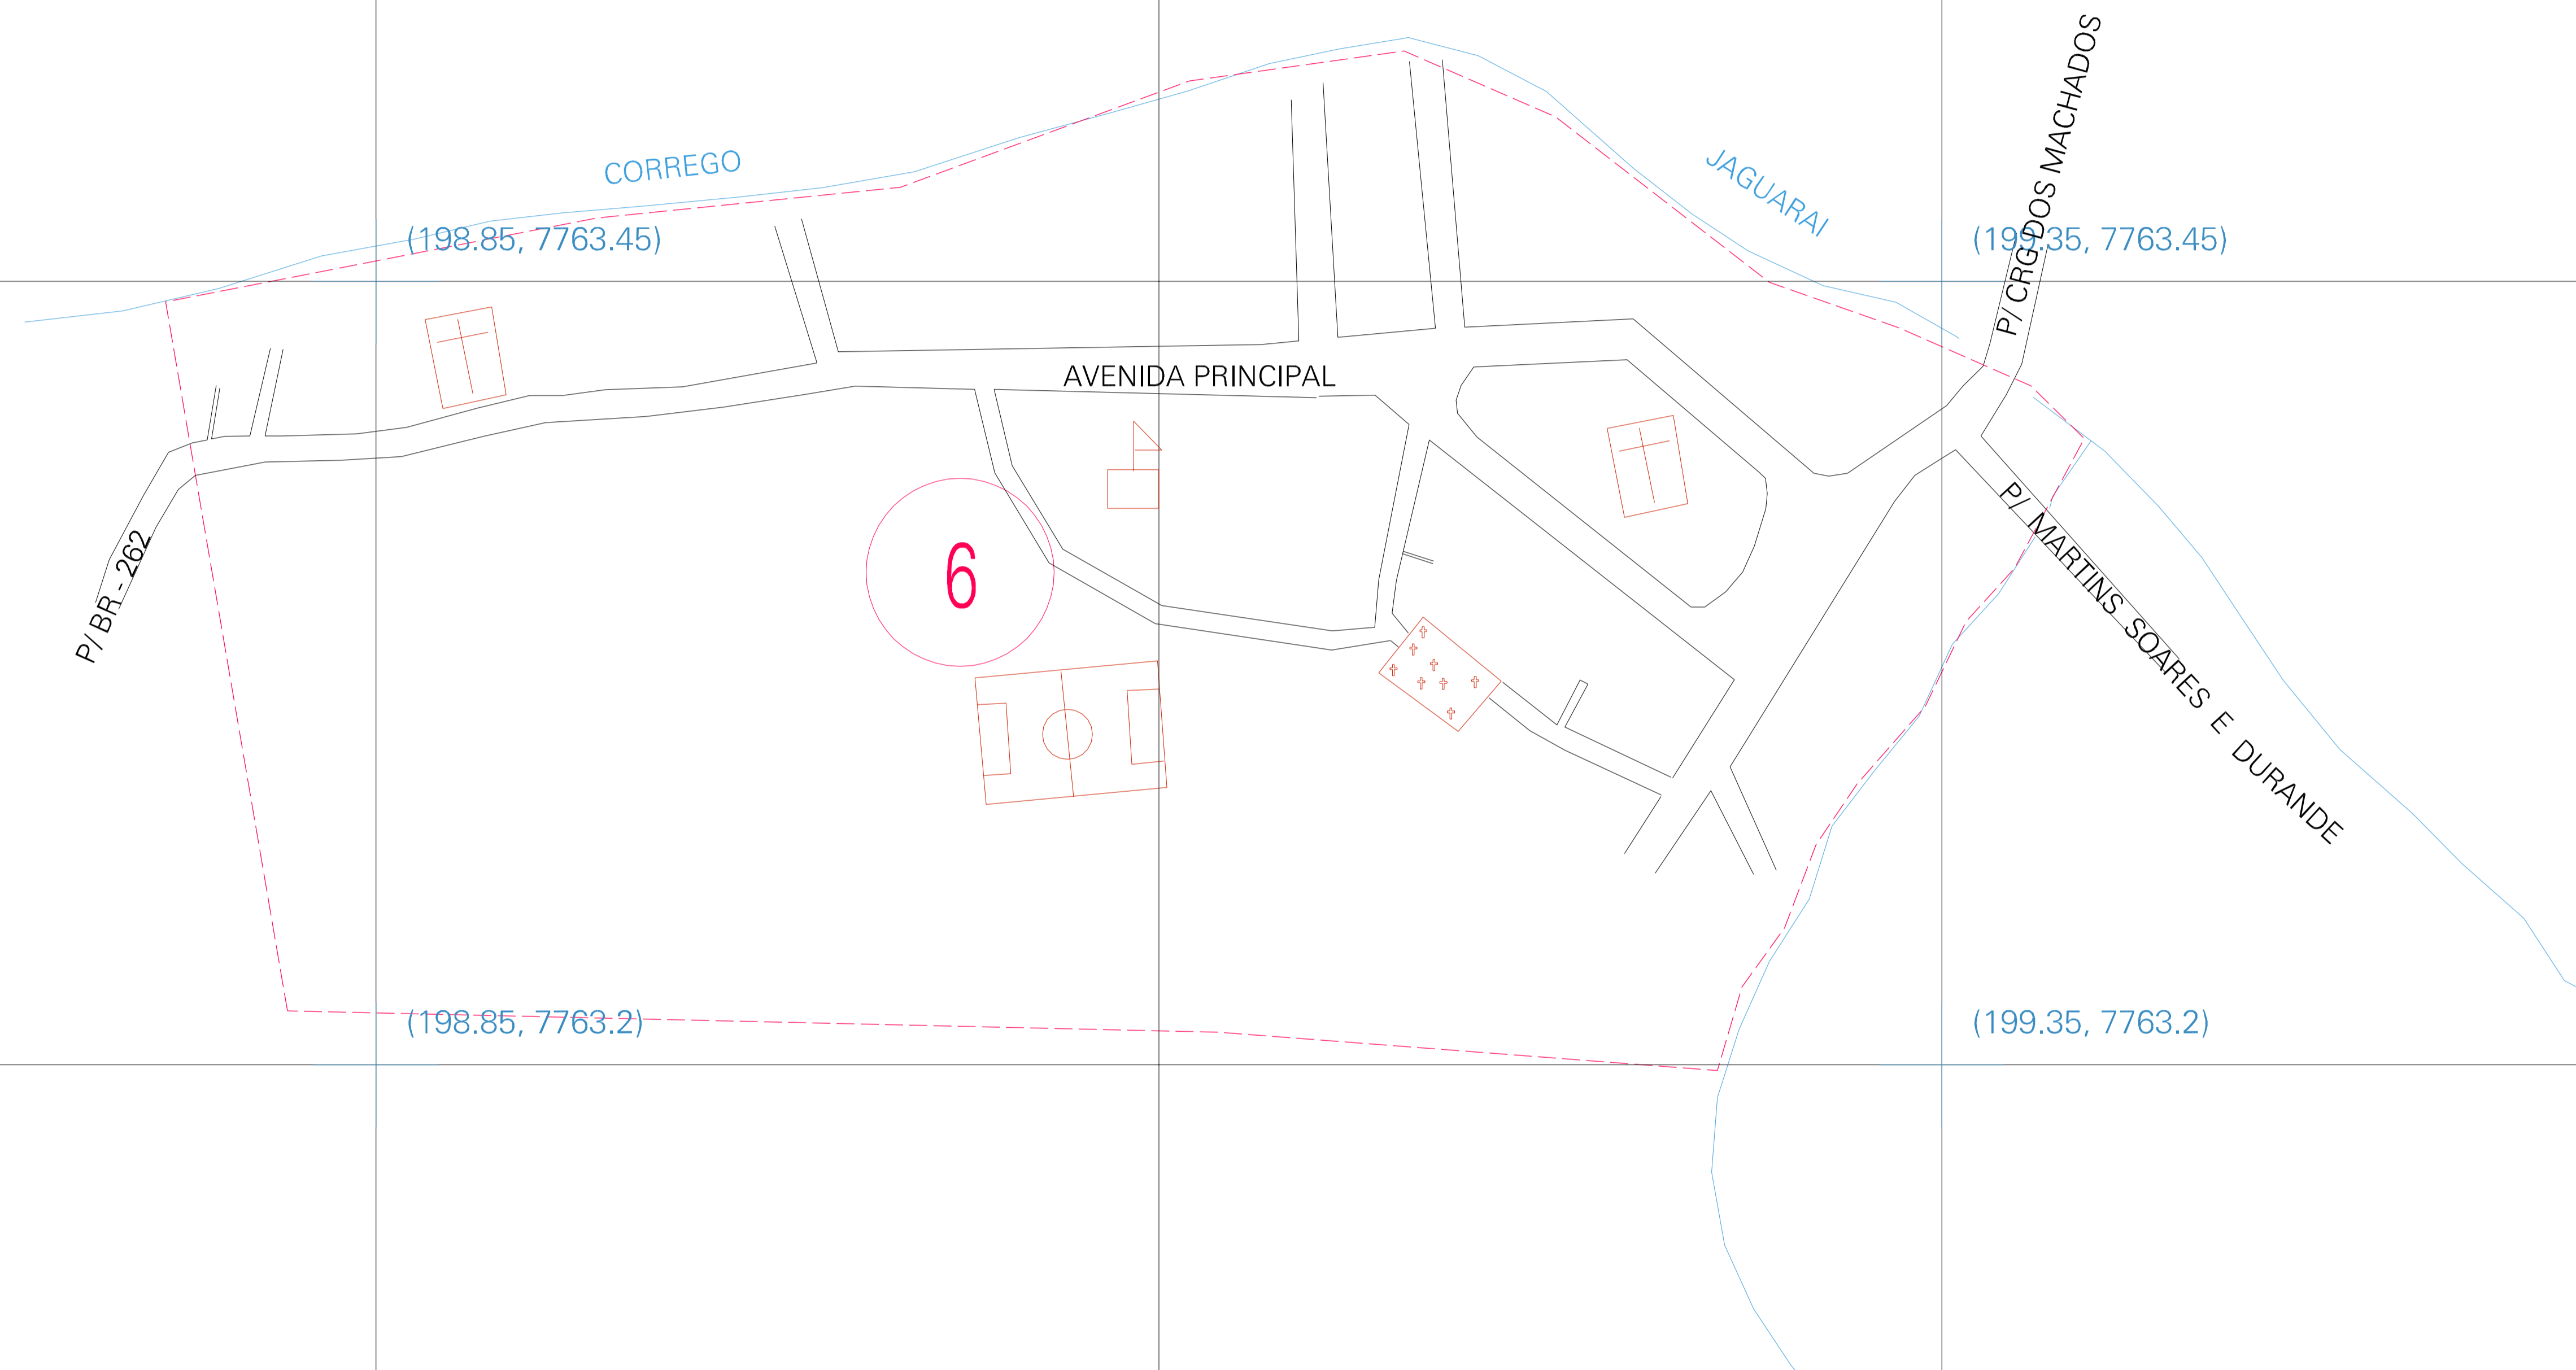 P/ CRG DOS MACHADOS
CORREGO
JAGUARAI
(198.85, 7763.45)
(199.35, 7763.45)
AVENIDA PRINCIPAL
P/ BR - 262
6
P/ MARTINS SOARES E DURANDE
(198.85, 7763.2)
(199.35, 7763.2)